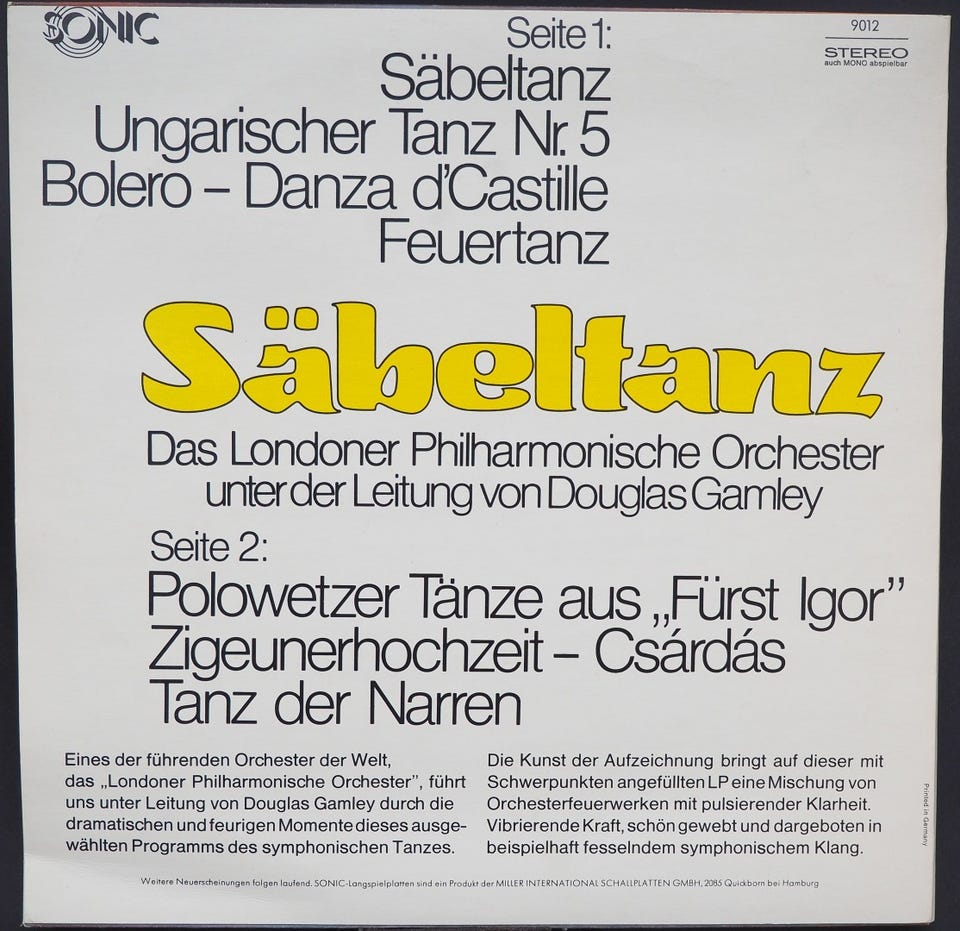 SONIC
9012
STEREO
auch MONO abspielbar
Seite 1:
Säbeltanz
Ungarischer Tanz Nr. 5
Bolero – Danza d'Castille
Feuertanz
Säbeltanz
Das Londoner Philharmonische Orchester
unter der Leitung von Douglas Gamley
Seite 2:
Polowetzer Tänze aus „Fürst Igor”
Zigeunerhochzeit – Csárdás
Tanz der Narren
Eines der führenden Orchester der Welt,
das „Londoner Philharmonische Orchester”, führt
uns unter Leitung von Douglas Gamley durch die
dramatischen und feurigen Momente dieses ausge-
wählten Programms des symphonischen Tanzes.
Die Kunst der Aufzeichnung bringt auf dieser mit
Schwerpunkten angefüllten LP eine Mischung von
Orchesterfeuerwerken mit pulsierender Klarheit.
Vibrierende Kraft, schön gewebt und dargeboten in
beispielhaft fesselndem symphonischem Klang.
Printed in Germany
Weitere Neuerscheinungen folgen laufend. SONIC-Langspielplatten sind ein Produkt der MILLER INTERNATIONAL SCHALLPLATTEN GMBH, 2085 Quickborn bei Hamburg